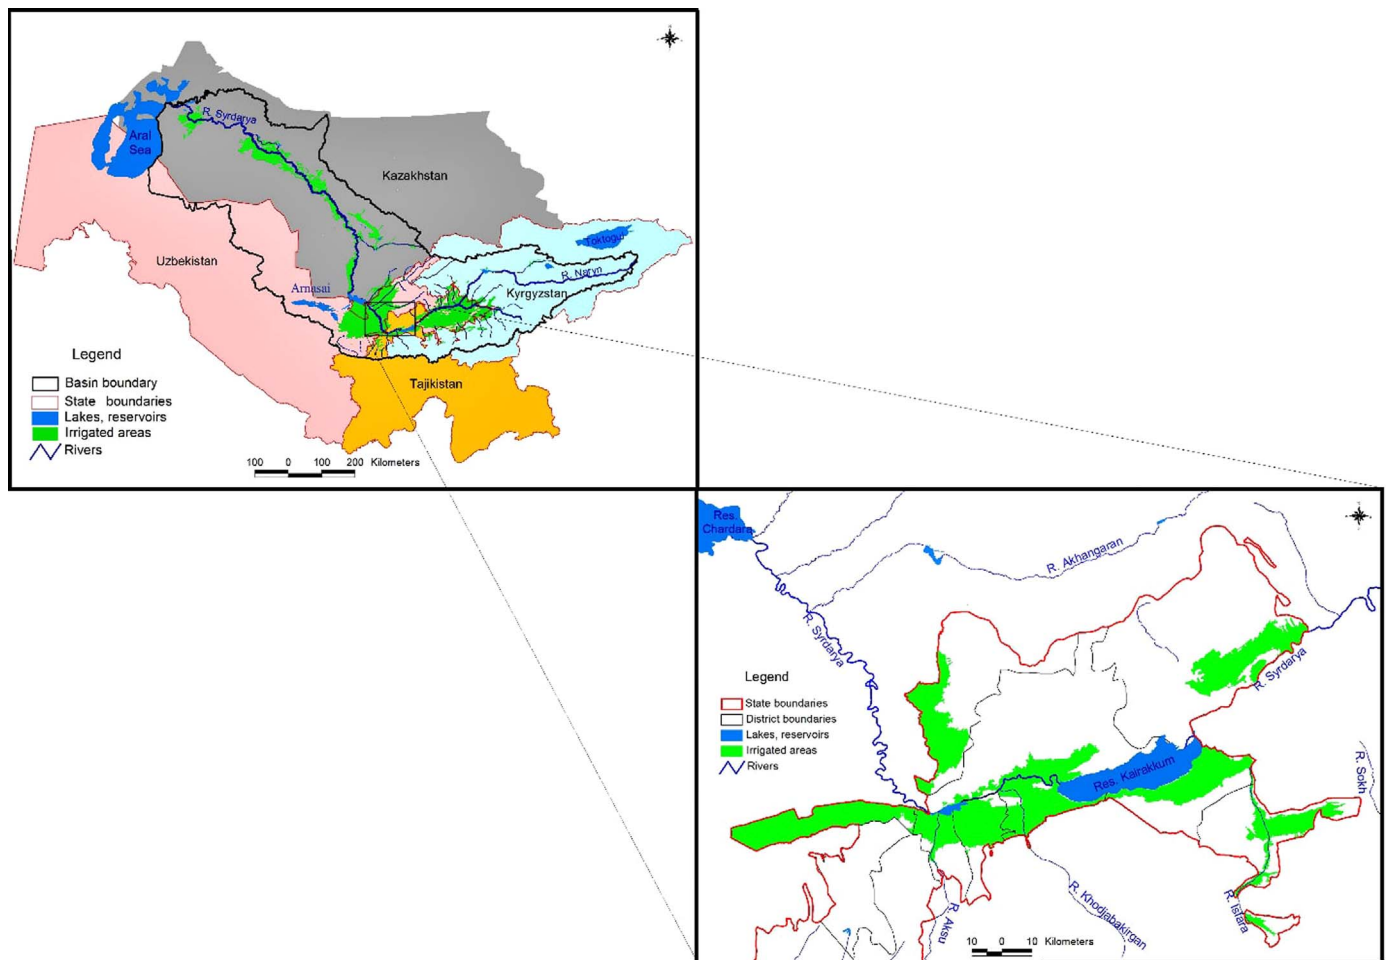 R. Syrdarya
Aral
Sea
Kazakhstan
Toktogul
Uzbekistan
R. Naryn
Arnasai
Kyrgyzstan
Legend
Basin boundary
State boundaries
Lakes, reservoirs
Irrigated areas
Rivers
Tajikistan
100 0 100 200 Kilometers
Res.
Chardara
R. Akhangaran
R. Syrdarya
R. Syrdarya
Legend
State boundaries
District boundaries
Lakes, reservoirs
Irrigated areas
Rivers
Res. Kairakkum
R. Sokh
R. Khodjabakirgan
R. Isfara
R. Aksu
10 0 10 Kilometers